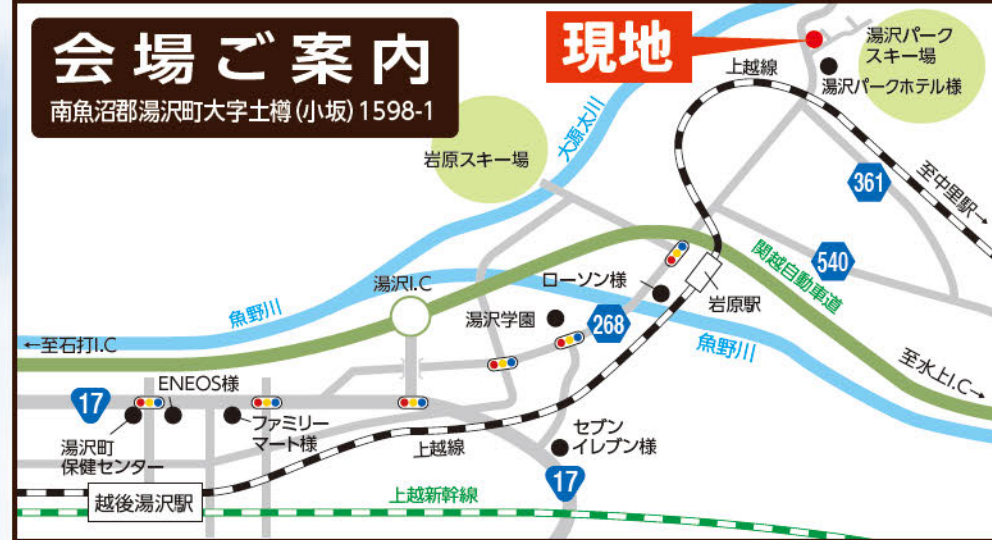 会場ご案内
南魚沼郡湯沢町大字土樽(小坂)1598-1
現地
湯沢パーク
スキー場
湯沢パークホテル様
上越線
大源太川
岩原スキー場
361
至中里駅→
540
関越自動車道
湯沢I.C
ローソン様
岩原駅
魚野川
湯沢学園
268
魚野川
←至石打I.C
至水上I.C→
ENEOS様
17
ファミリー
マート様
湯沢町
保健センター
上越線
セブン
イレブン様
17
越後湯沢駅
上越新幹線